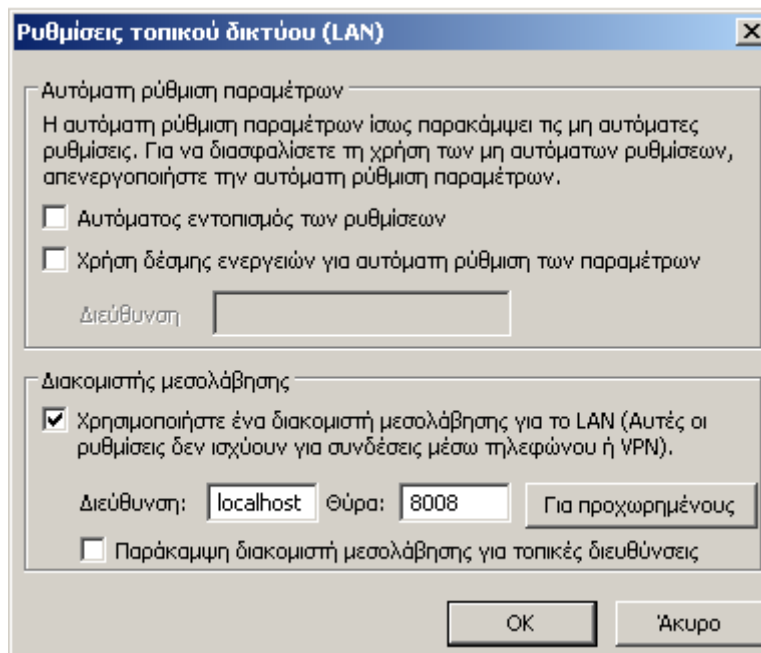 Ρυθμίσεις τοπικού δικτύου (LAN)
Αυτόματη ρύθμιση παραμέτρων
Η αυτόματη ρύθμιση παραμέτρων ίσως παρακάμψει τις μη αυτόματες
ρυθμίσεις. Για να διασφαλίσετε τη χρήση των μη αυτόματων ρυθμίσεων,
απενεργοποιήστε την αυτόματη ρύθμιση παραμέτρων.
Αυτόματος εντοπισμός των ρυθμίσεων
Χρήση δέσμης ενεργειών για αυτόματη ρύθμιση των παραμέτρων
Διεύθυνση
Διακομιστής μεσολάβησης
Χρησιμοποιήστε ένα διακομιστή μεσολάβησης για το LAN (Αυτές οι
ρυθμίσεις δεν ισχύουν για συνδέσεις μέσω τηλεφώνου ή VPN).
Διεύθυνση: localhost Θύρα: 8008 Για προχωρημένους
Παράκαμψη διακομιστή μεσολάβησης για τοπικές διευθύνσεις
OK Άκυρο